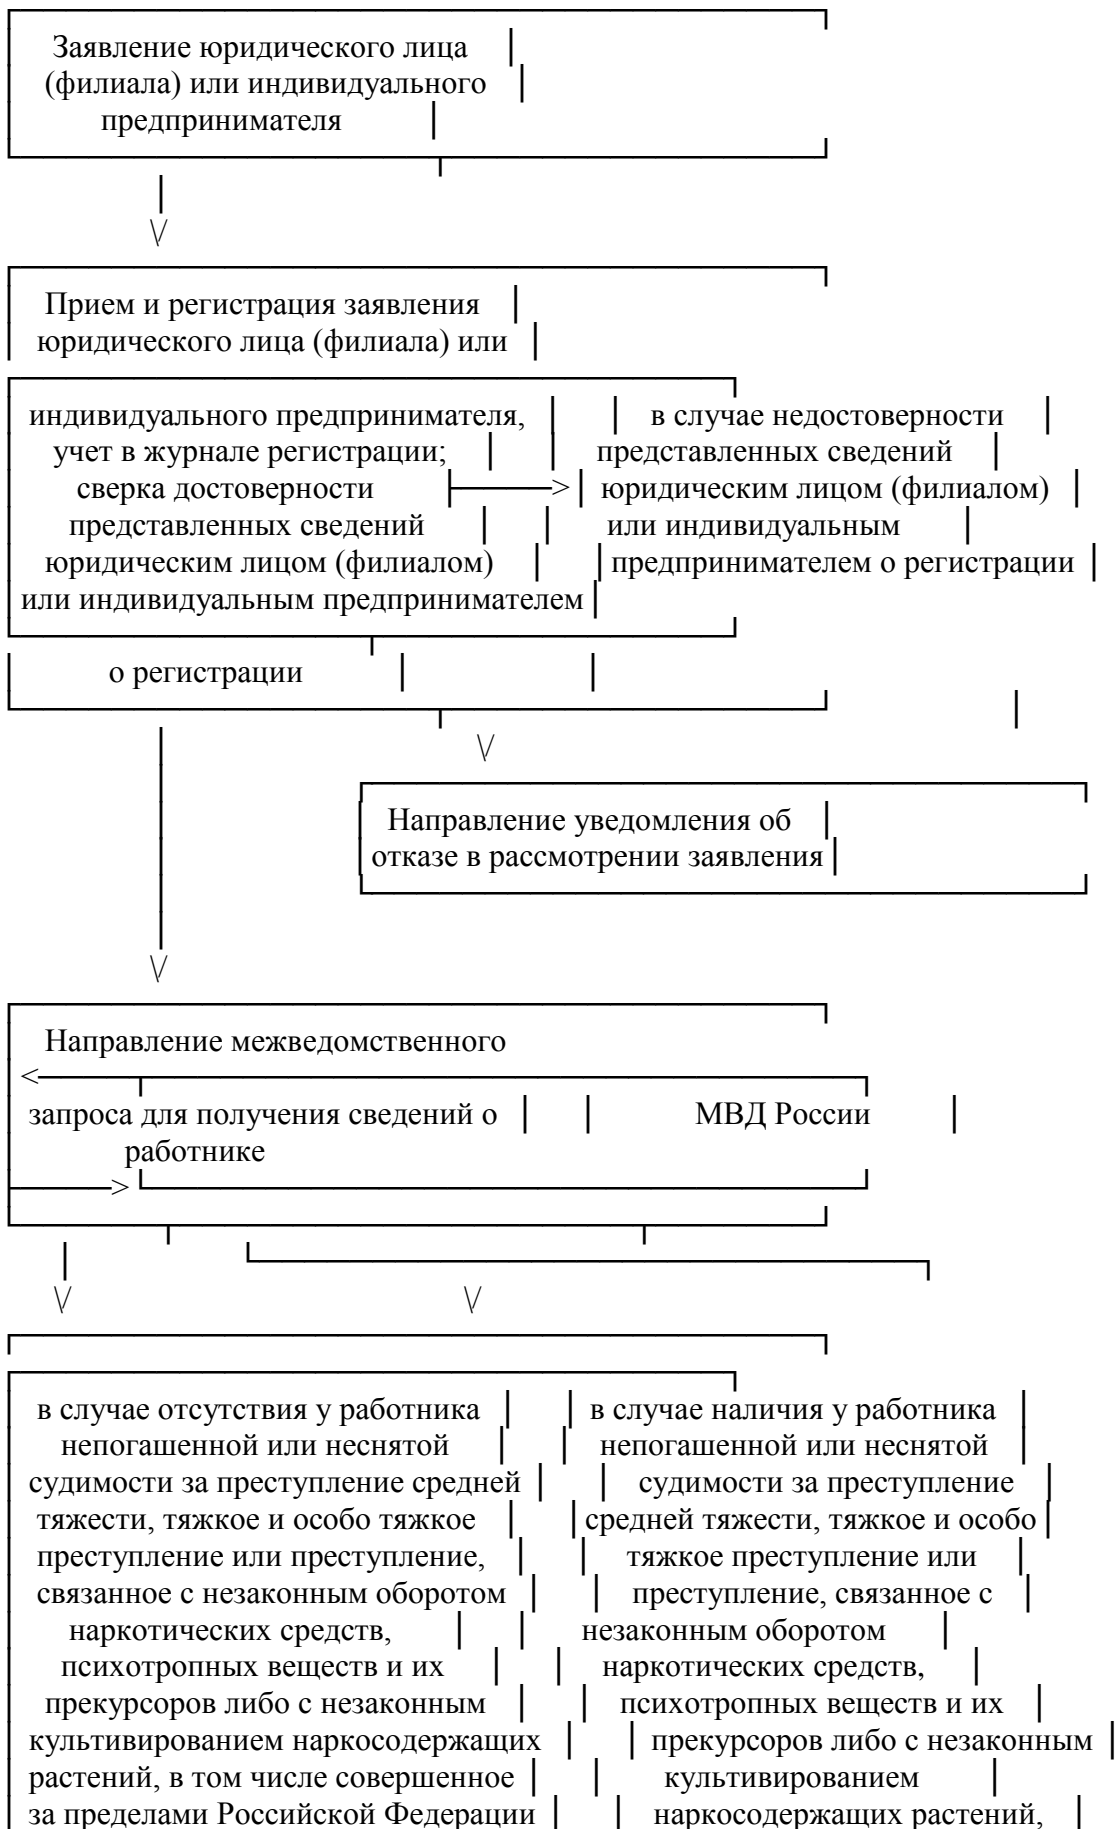 Заявление юридического лица
(филиала) или индивидуального
предпринимателя
Прием и регистрация заявления
юридического лица (филиала) или
индивидуального предпринимателя,
учет в журнале регистрации;
сверка достоверности
представленных сведений
юридическим лицом (филиалом)
или индивидуальным предпринимателем
о регистрации
в случае недостоверности
представленных сведений
юридическим лицом (филиалом)
или индивидуальным
предпринимателем о регистрации
Направление уведомления об
отказе в рассмотрении заявления
Направление межведомственного
запроса для получения сведений о
работнике
МВД России
в случае отсутствия у работника
непогашенной или неснятой
судимости за преступление средней
тяжести, тяжкое и особо тяжкое
преступление или преступление,
связанное с незаконным оборотом
наркотических средств,
психотропных веществ и их
прекурсоров либо с незаконным
культивированием наркосодержащих
растений, в том числе совершенное
за пределами Российской Федерации
в случае наличия у работника
непогашенной или неснятой
судимости за преступление
средней тяжести, тяжкое и особо
тяжкое преступление или
преступление, связанное с
незаконным оборотом
наркотических средств,
психотропных веществ и их
прекурсоров либо с незаконным
культивированием
наркосодержащих растений,